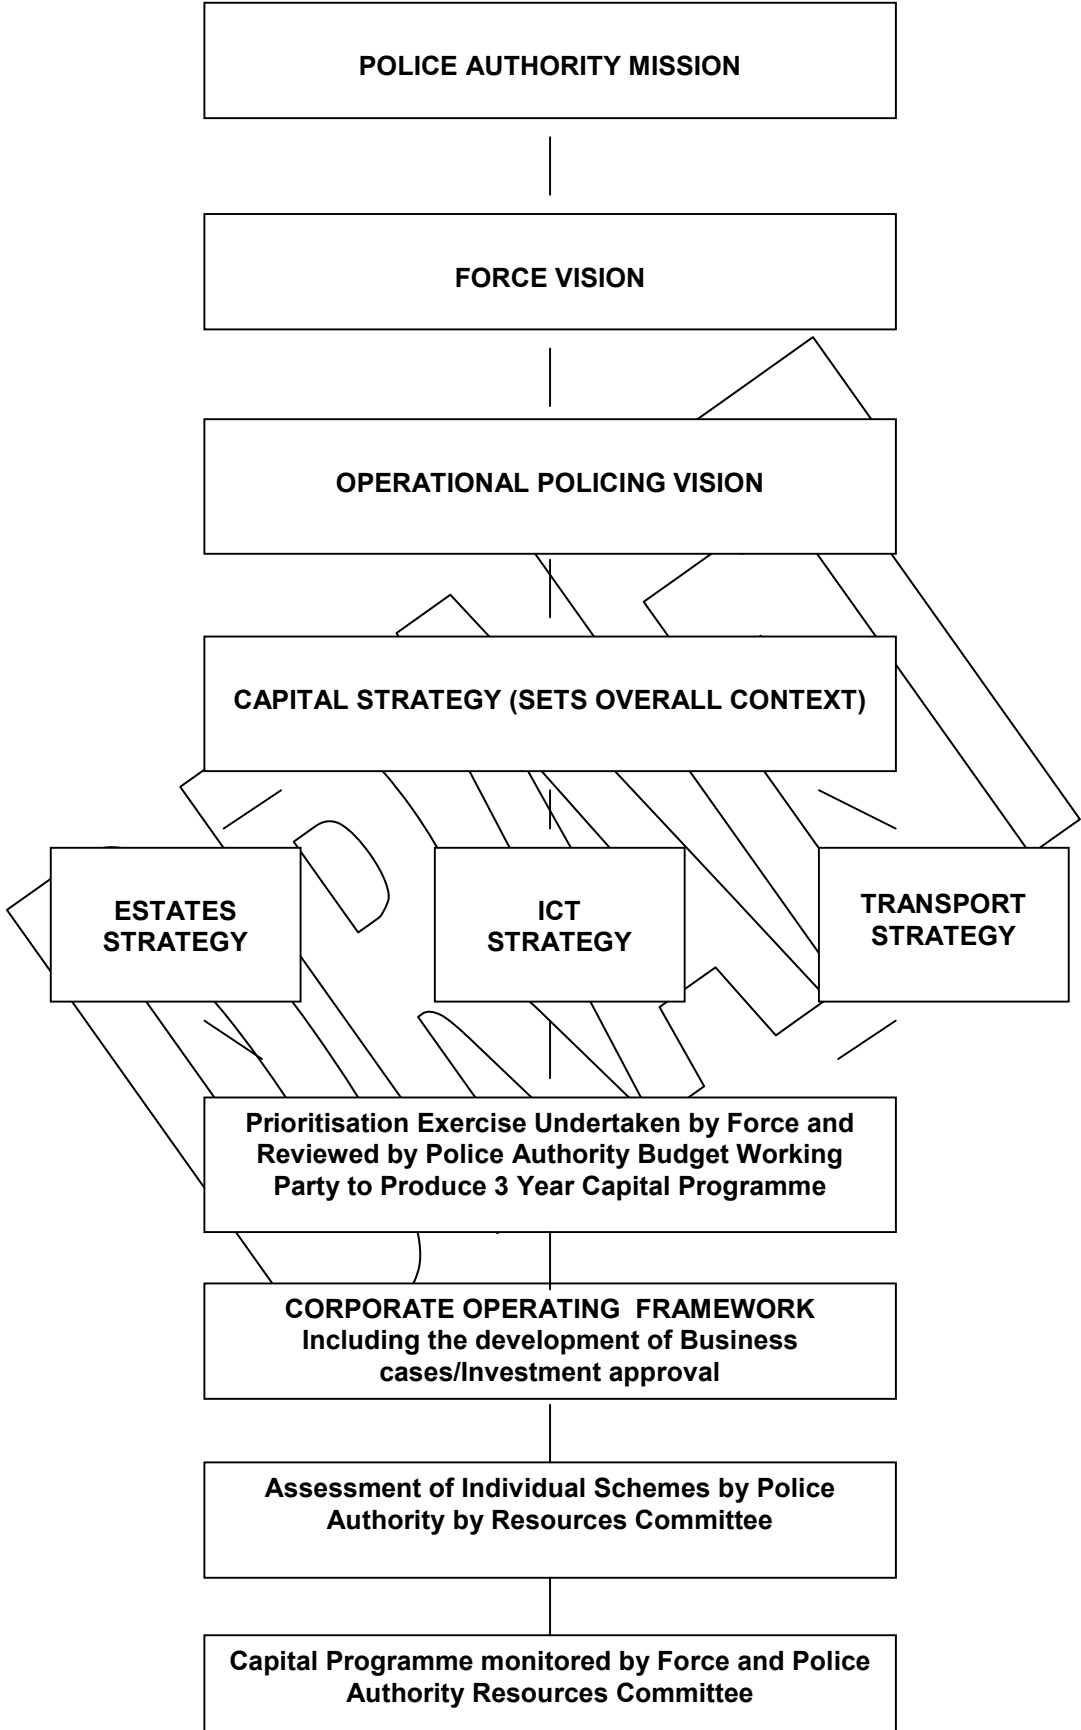 POLICE AUTHORITY MISSION
FORCE VISION
OPERATIONAL POLICING VISION
CAPITAL STRATEGY (SETS OVERALL CONTEXT)
ESTATES
STRATEGY
ICT
STRATEGY
TRANSPORT
STRATEGY
Prioritisation Exercise Undertaken by Force and
Reviewed by Police Authority Budget Working
Party to Produce 3 Year Capital Programme
CORPORATE OPERATING FRAMEWORK
Including the development of Business
cases/Investment approval
Assessment of Individual Schemes by Police
Authority by Resources Committee
Capital Programme monitored by Force and Police
Authority Resources Committee
DRAFT